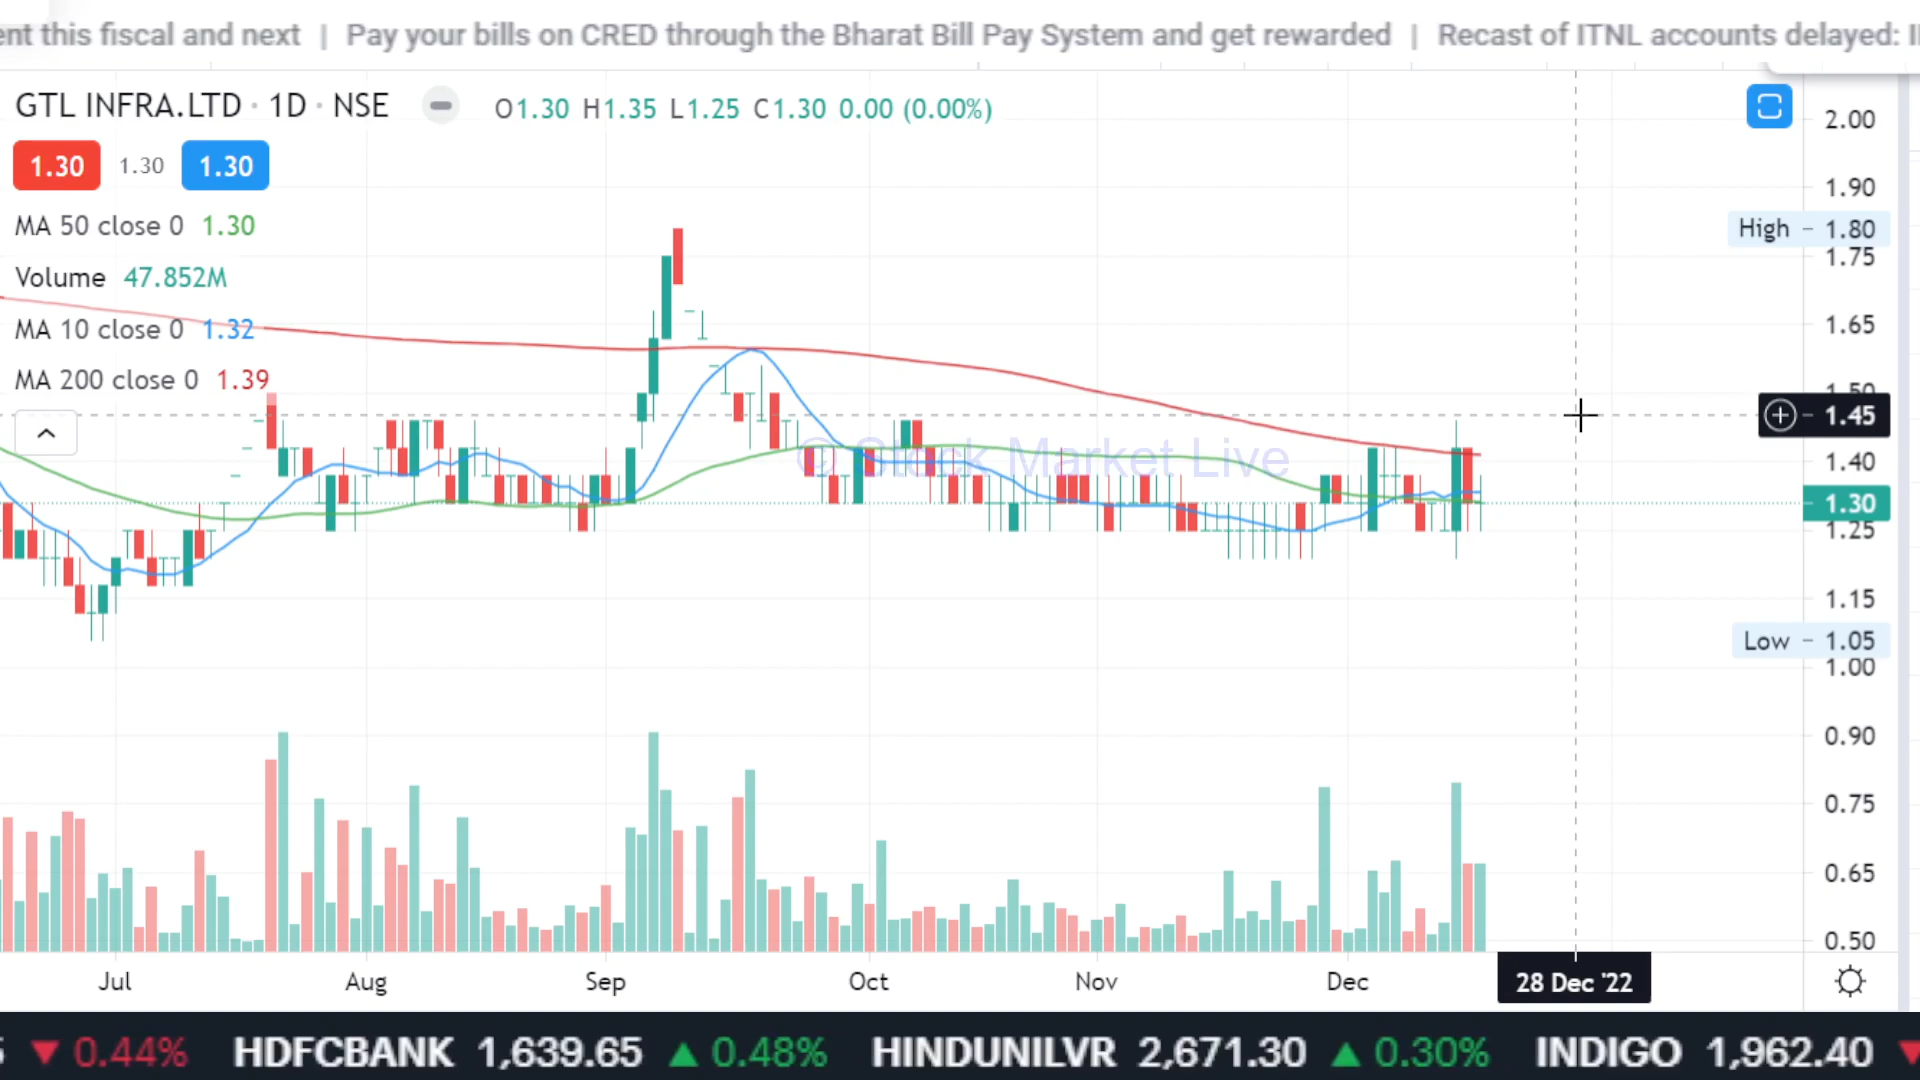 ent this fiscal and next | Pay your bills on CRED through the Bharat Bill Pay System and get rewarded | Recast of ITNL accounts delayed:
GTL INFRA.LTD · 1D · NSE O1.30 H1.35 L1.25 C1.30 0.00 (0.00%)
1.30 1.30 1.30
MA 50 close 0 1.30
Volume 47.852M
MA 10 close 0 1.32
MA 200 close 0 1.39
2.00
1.90
High - 1.80
1.75
1.65
1.50
1.45
1.40
1.30
1.25
1.15
Low - 1.05
1.00
0.90
0.75
0.65
0.50
© Stock Market Live
Jul Aug Sep Oct Nov Dec 28 Dec '22
0.44% HDFCBANK 1,639.65 ▲ 0.48% HINDUNILVR 2,671.30 ▲ 0.30% INDIGO 1,962.40